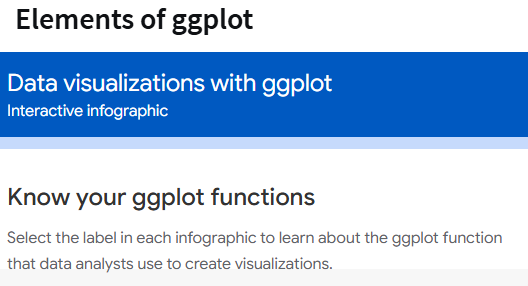 Elements of ggplot
Data visualizations with ggplot
Interactive infographic
Know your ggplot functions
Select the label in each infographic to learn about the ggplot function
that data analysts use to create visualizations.